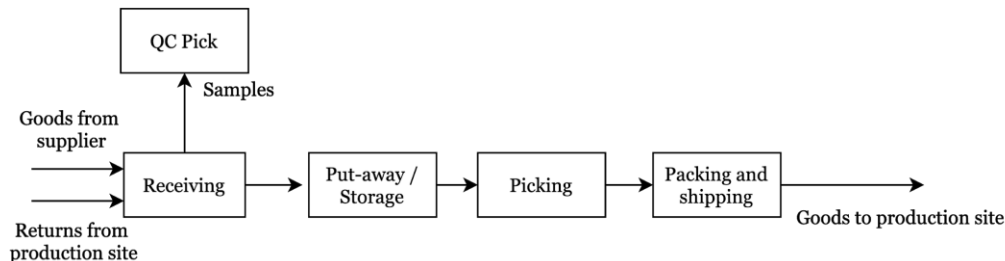 QC Pick
Samples
Goods from
supplier
Receiving
Put-away /
Storage
Picking
Packing and
shipping
Goods to production site
Returns from
production site